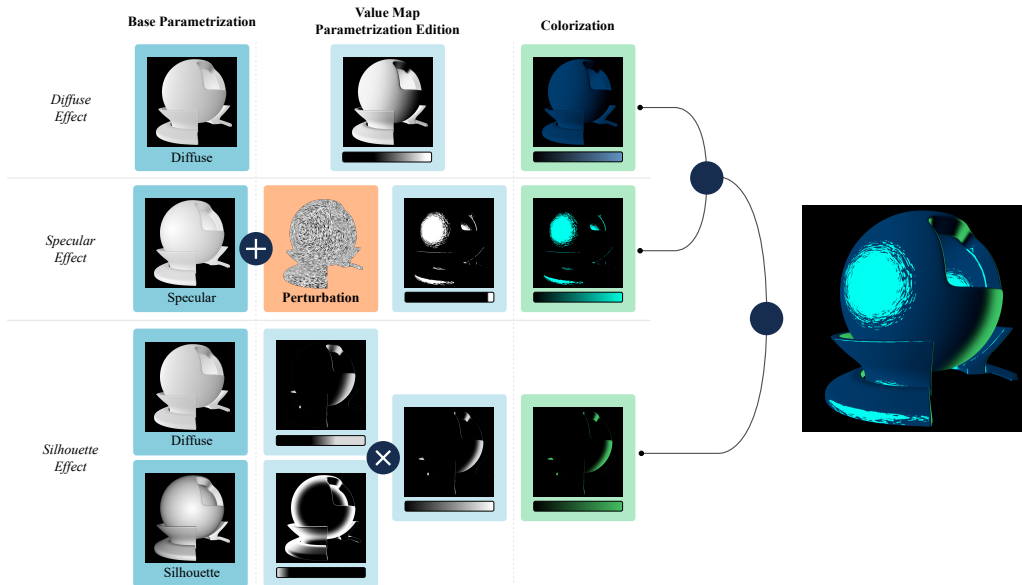 Base Parametrization
Value Map
Parametrization Edition
Colorization
Diffuse
Effect
Diffuse
Specular
Effect
Specular
+
Perturbation
Silhouette
Effect
Diffuse
×
Silhouette